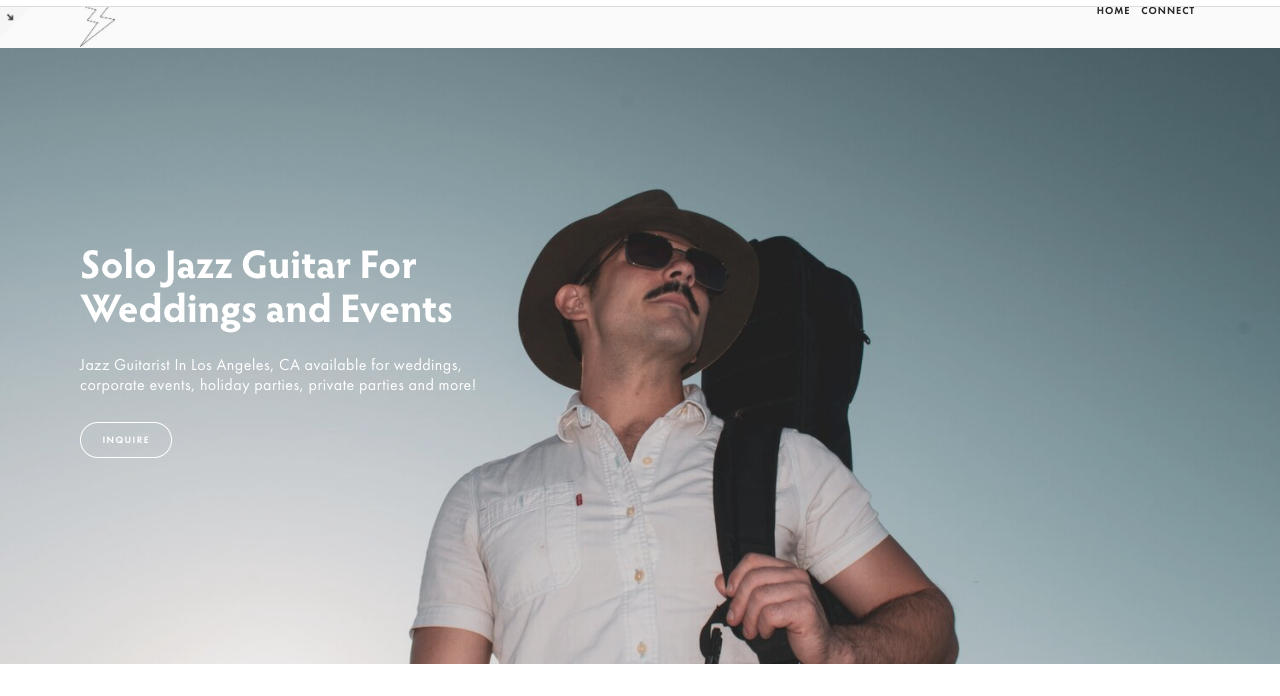 HOME CONNECT
Solo Jazz Guitar For
Weddings and Events
Jazz Guitarist In Los Angeles, CA available for weddings,
corporate events, holiday parties, private parties and more!
INQUIRE